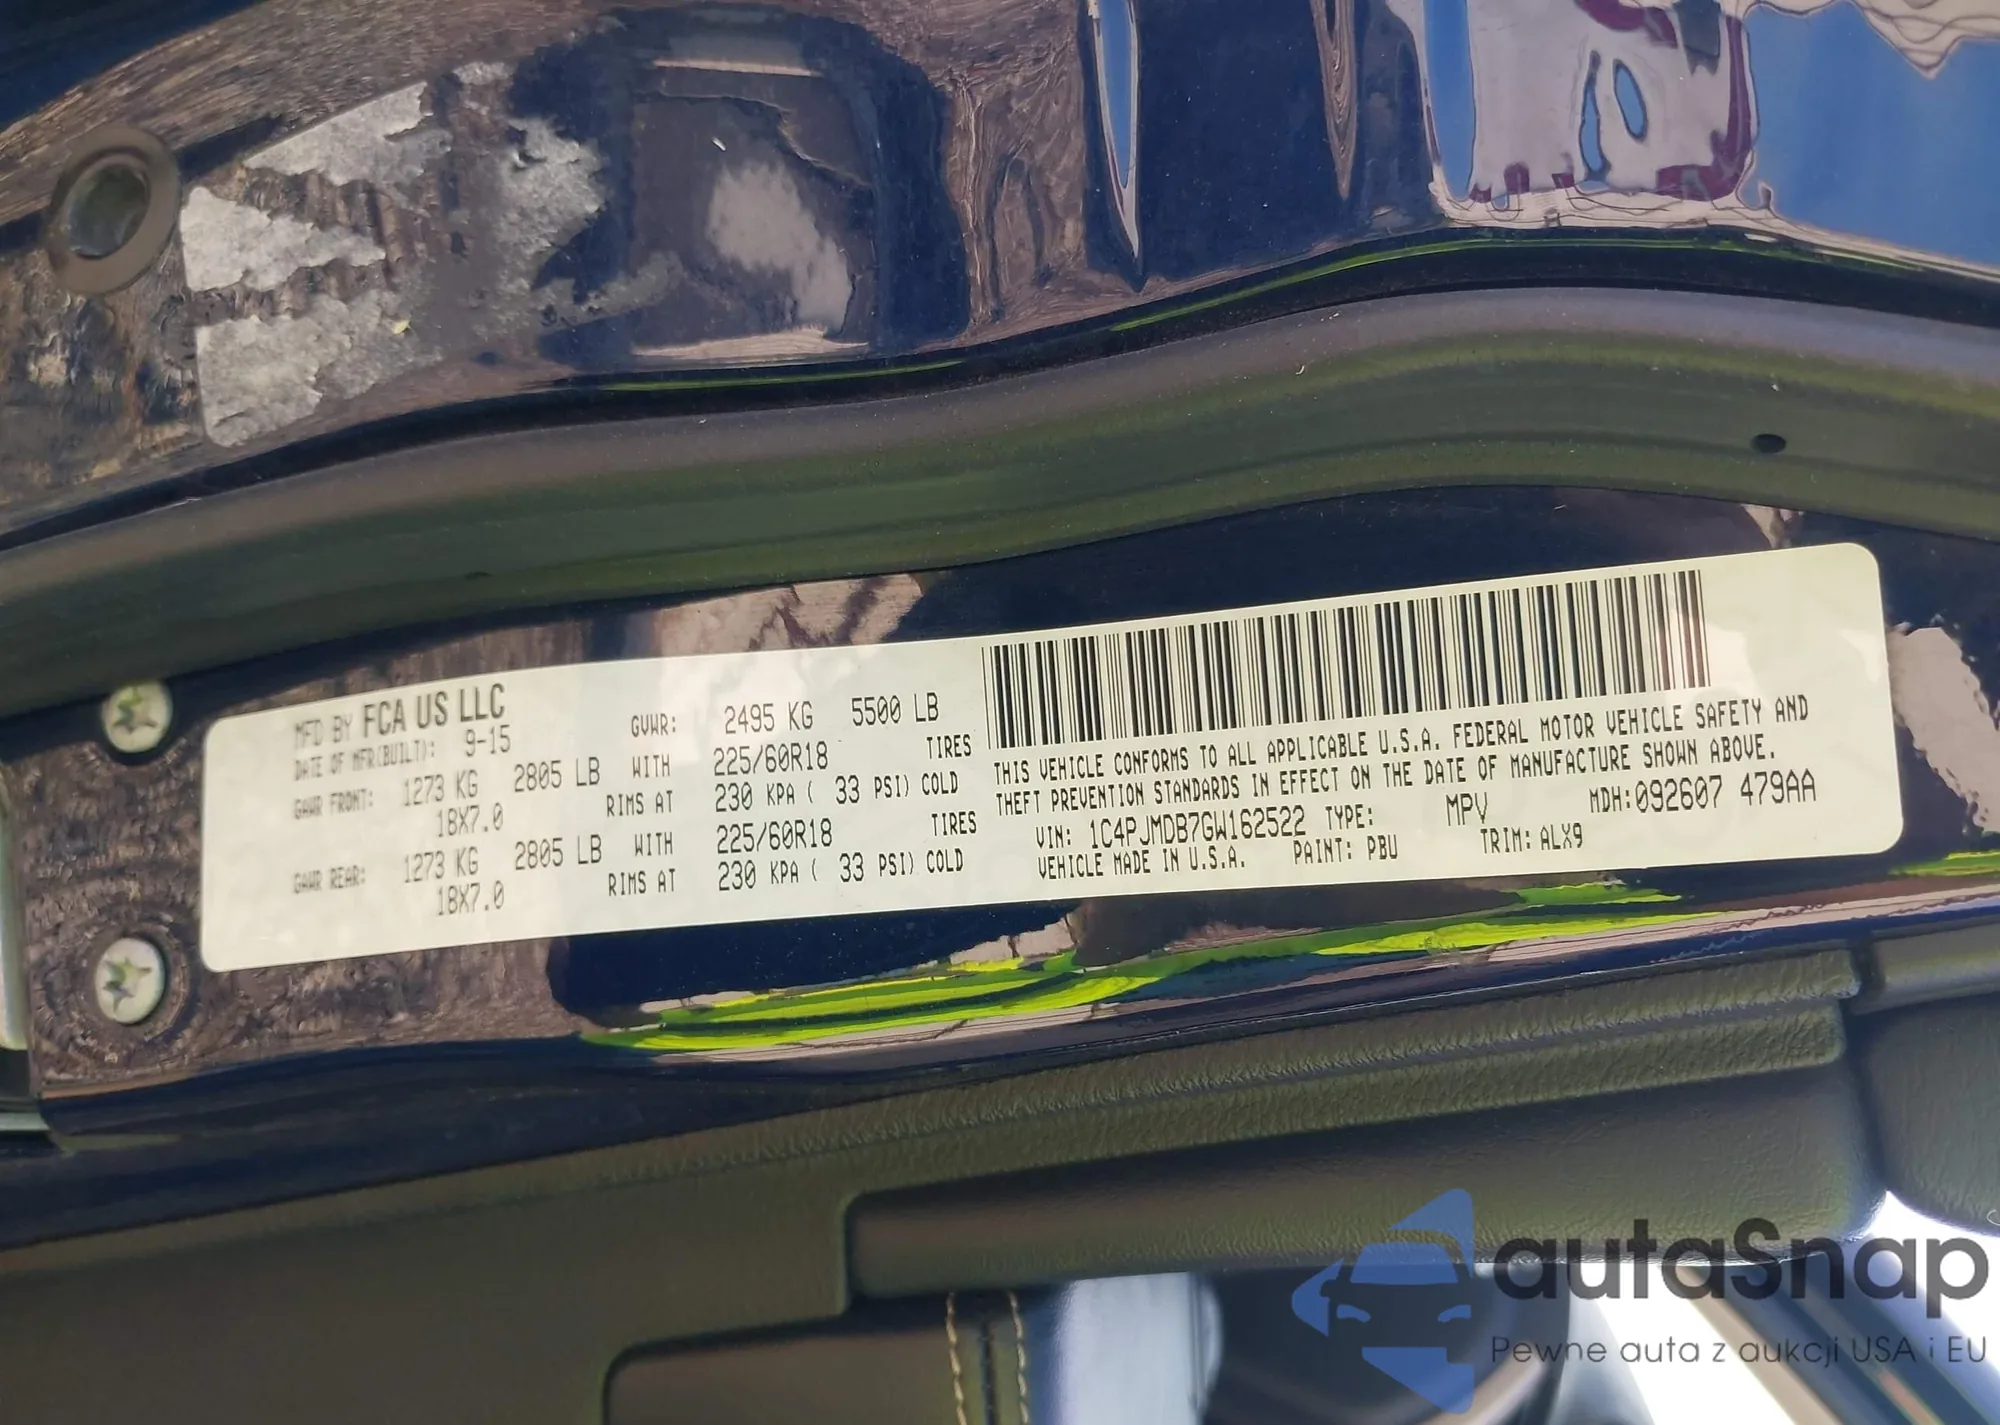 MFD BY FCA US LLC
DATE OF MFR(BUILT): 9-15
GVWR: 2495 KG 5500 LB
GAWR FRONT: 1273 KG 2805 LB WITH 225/60R18 TIRES
18X7.0 RIMS AT 230 KPA ( 33 PSI) COLD
GAWR REAR: 1273 KG 2805 LB WITH 225/60R18 TIRES
18X7.0 RIMS AT 230 KPA ( 33 PSI) COLD
THIS VEHICLE CONFORMS TO ALL APPLICABLE U.S.A. FEDERAL MOTOR VEHICLE SAFETY AND
THEFT PREVENTION STANDARDS IN EFFECT ON THE DATE OF MANUFACTURE SHOWN ABOVE.
VIN: 1C4PJMDB7GW162522 TYPE: MPV MDH:092607 479AA
VEHICLE MADE IN U.S.A. PAINT: PBU TRIM: ALX9
autaSnap
Pewne auta z aukcji USA i EU